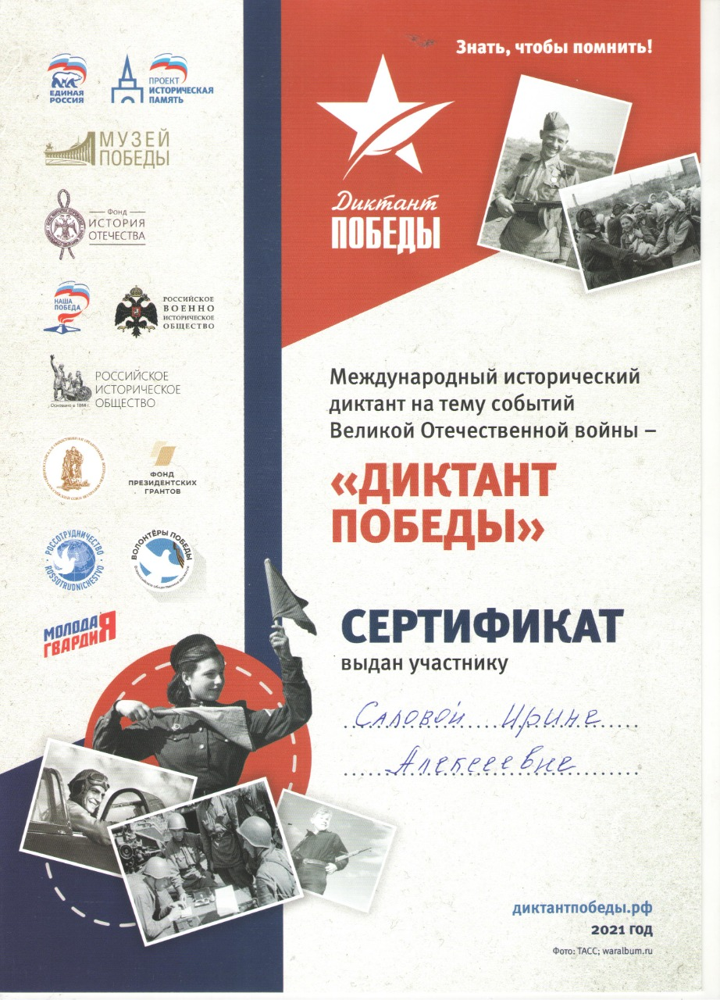 Знать, чтобы помнить!
ЕДИНАЯ
РОССИЯ
ПРОЕКТ
ИСТОРИЧЕСКАЯ
ПАМЯТЬ
МУЗЕЙ
ПОБЕДЫ
Фонд
ИСТОРИЯ
ОТЕЧЕСТВА
НАША
ПОБЕДА
РОССИЙСКОЕ
ВОЕННО
ИСТОРИЧЕСКОЕ
ОБЩЕСТВО
РОССИЙСКОЕ
ИСТОРИЧЕСКОЕ
ОБЩЕСТВО
Основано в 1866 г.
ФОНД
ПРЕЗИДЕНТСКИХ
ГРАНТОВ
РОССОТРУДНИЧЕСТВО
ROSSOTRUDNICHESTVO
ВОЛОНТЁРЫ ПОБЕДЫ
МОЛОДАЯ
ГВАРДИЯ
Диктант
ПОБЕДЫ
Международный исторический
диктант на тему событий
Великой Отечественной войны –
«ДИКТАНТ
ПОБЕДЫ»
СЕРТИФИКАТ
выдан участнику
Садовой Ирине
Алексеевне
диктантпобеды.рф
2021 ГОД
Фото: ТАСС; waralbum.ru